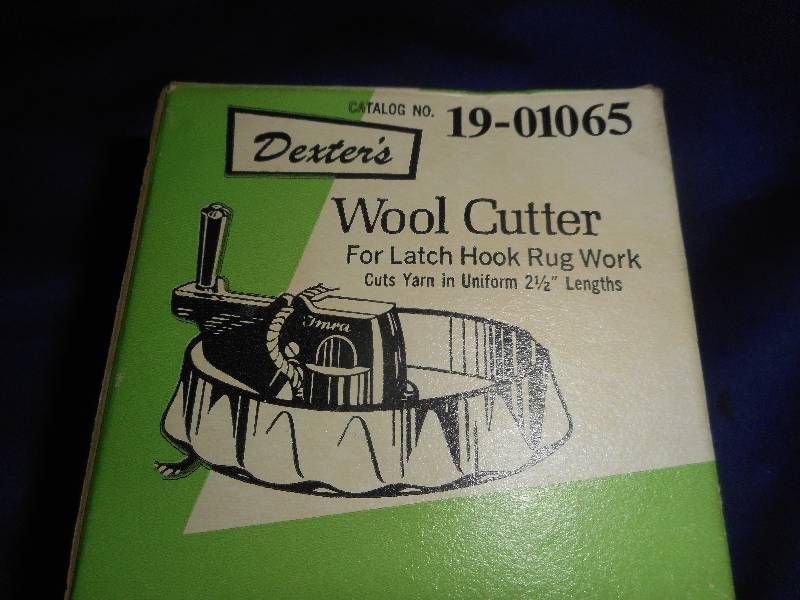 CATALOG NO. 19-01065
Dexter's
Wool Cutter
For Latch Hook Rug Work
Cuts Yarn in Uniform 2½" Lengths
Imra